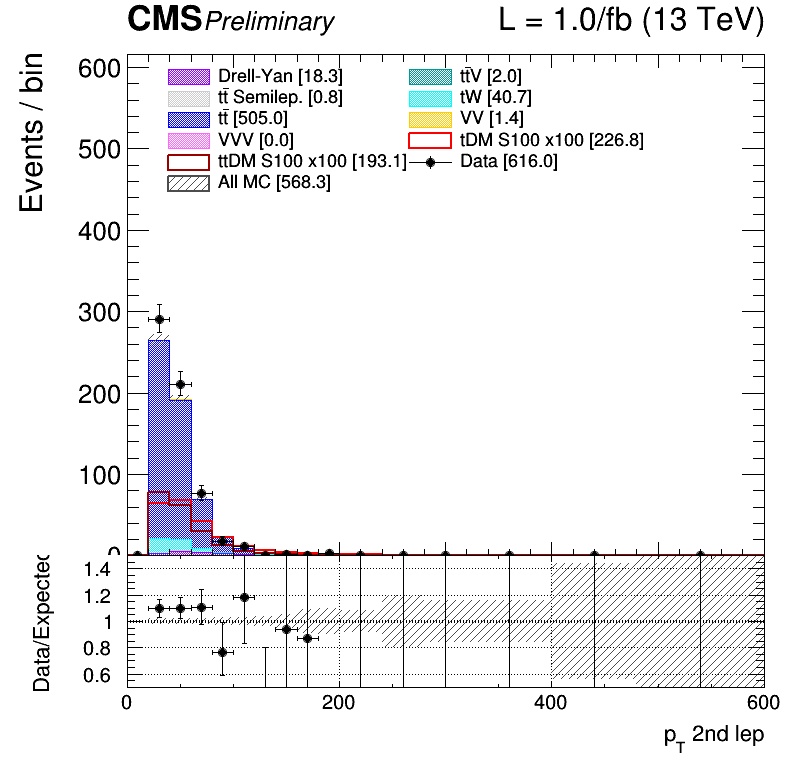 CMS Preliminary L = 1.0/fb (13 TeV)
Events / bin
600
500
400
300
200
100
0
Drell-Yan [18.3]
tt̄ Semilep. [0.8]
tt̄ [505.0]
VVV [0.0]
ttDM S100 x100 [193.1]
All MC [568.3]
tt̄V [2.0]
tW [40.7]
VV [1.4]
tDM S100 x100 [226.8]
Data [616.0]
Data/Expected
1.4
1.2
1
0.8
0.6
0 200 400 600
p_T 2nd lep